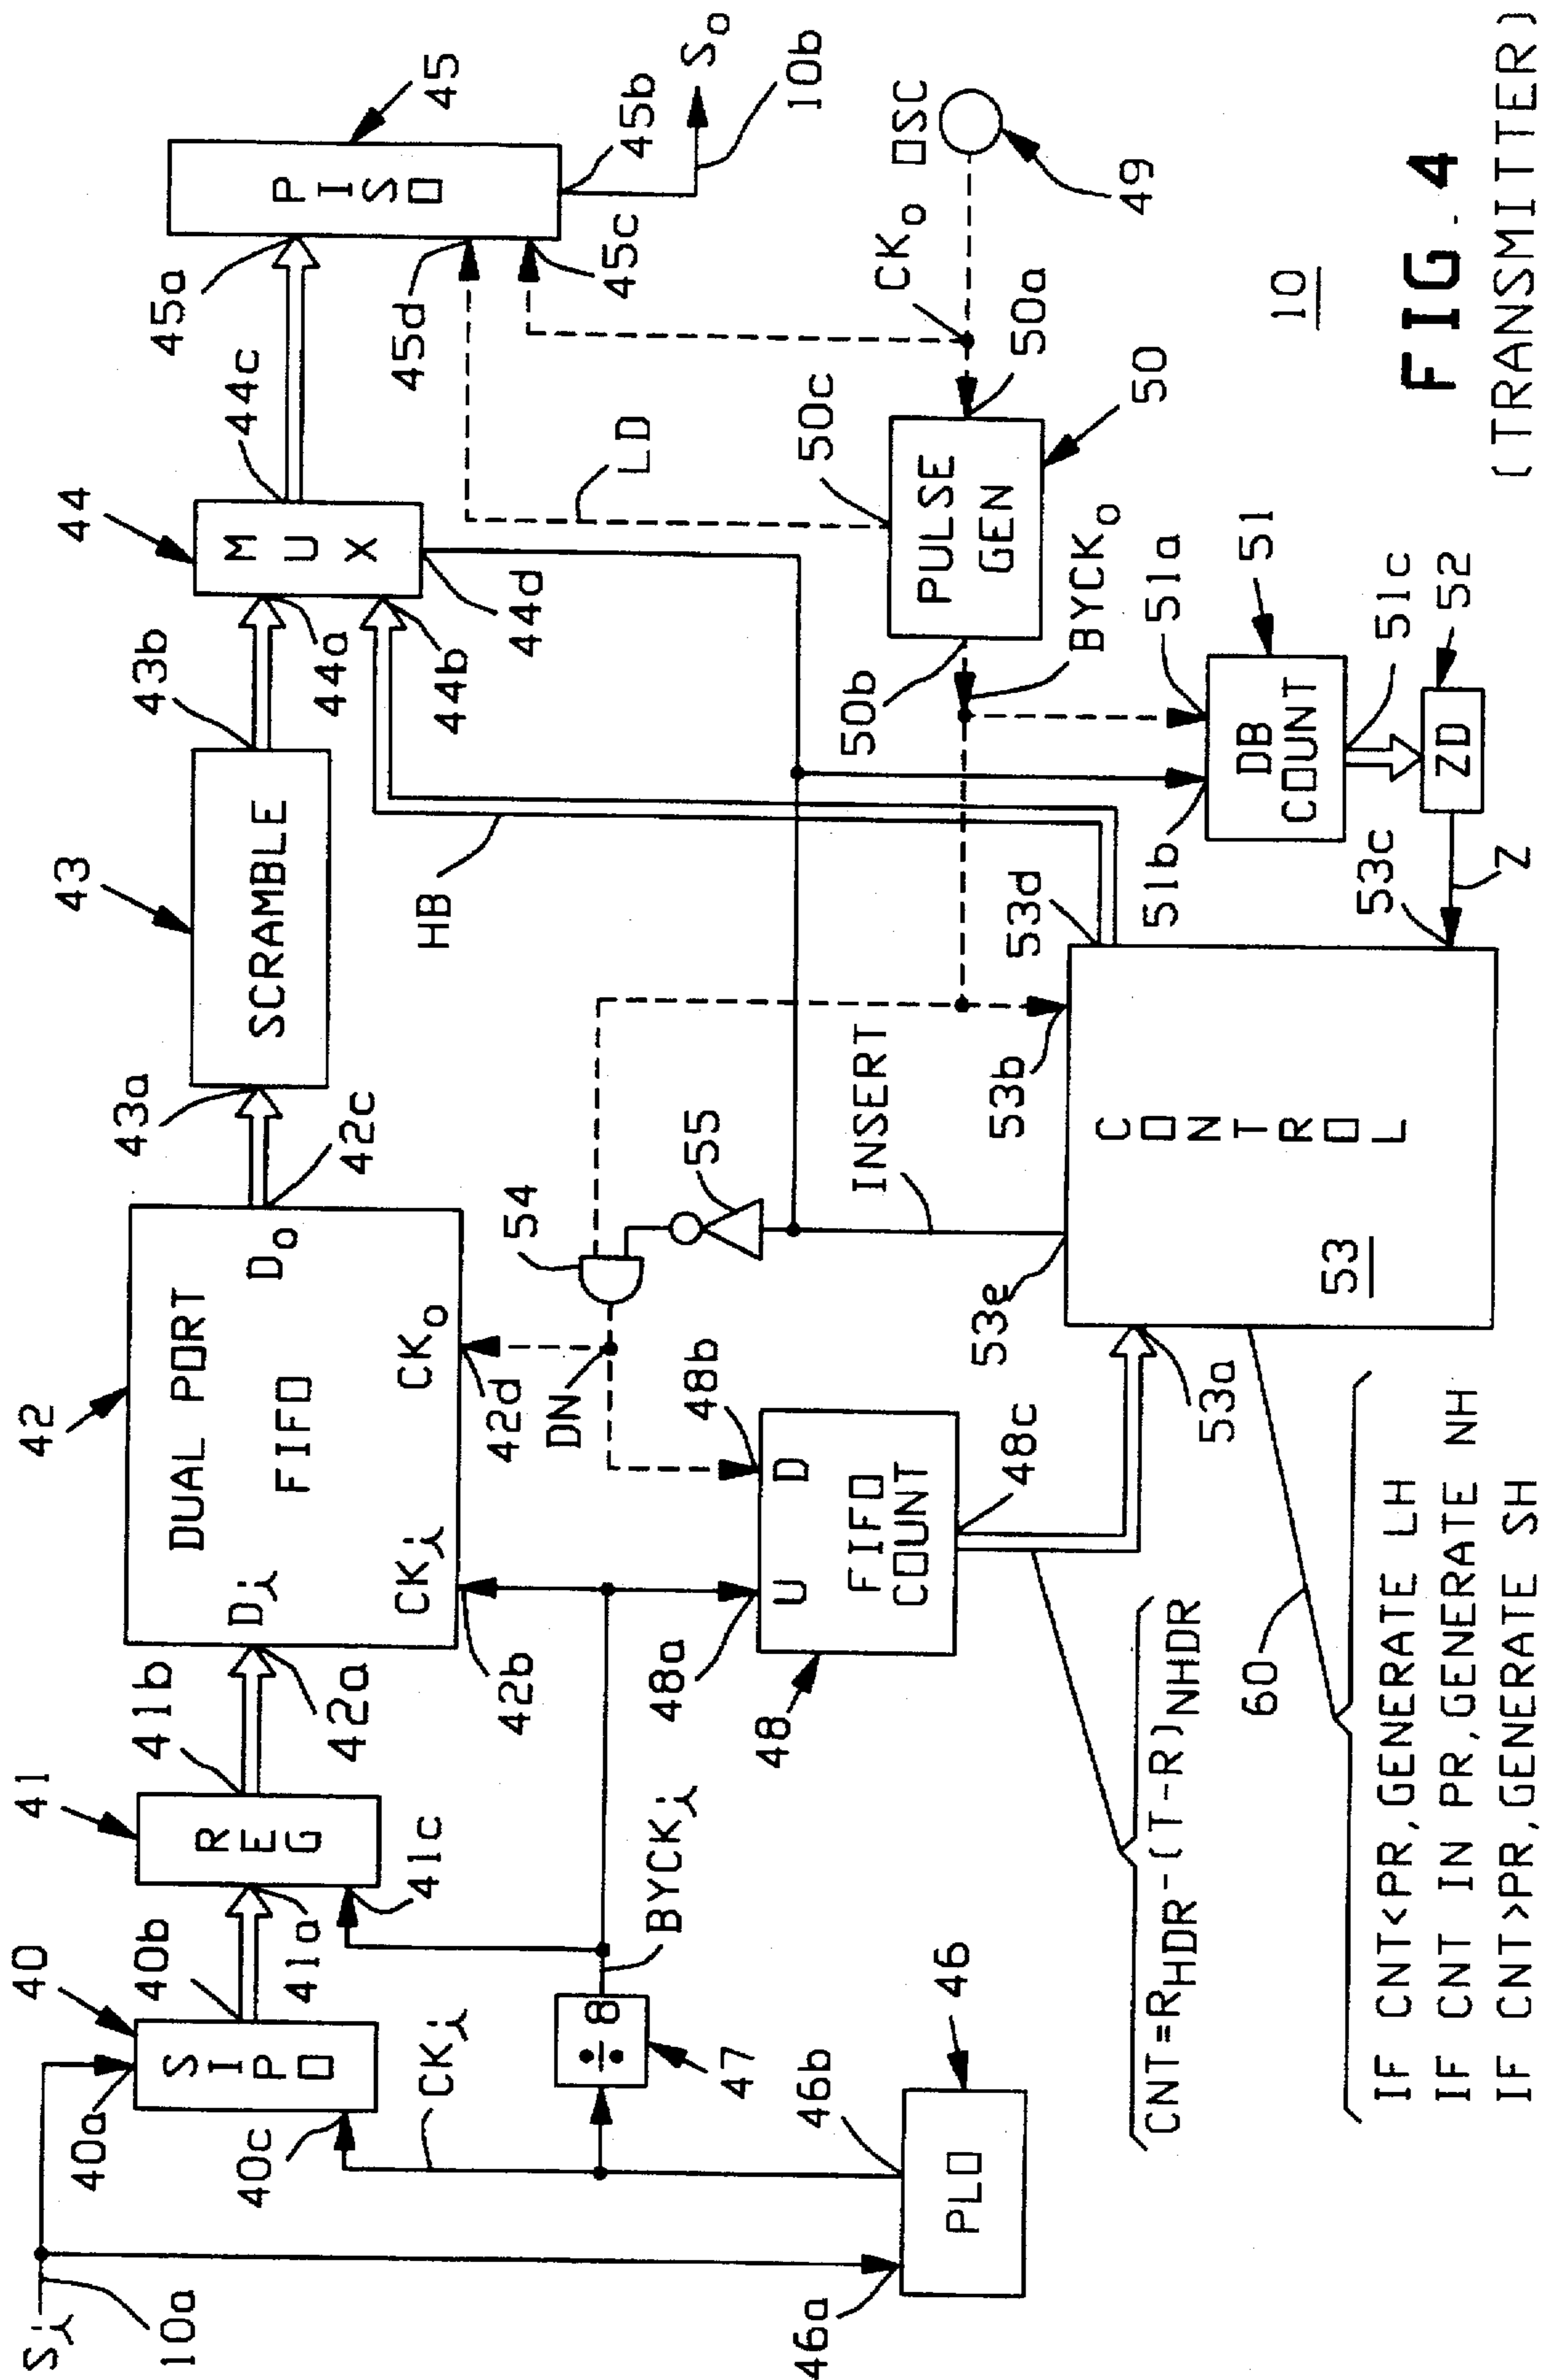 S_i
10a
40a
40
SIPO
40b
40c
CK_i
41
REG
41a
41b
41c
42
DUAL PORT
FIFO
D_i
D_o
CK_i
CK_o
42a
42b
42c
42d
43
SCRAMBLE
43a
43b
44
MUX
44a
44b
44c
44d
45
PISO
45a
45b
45c
45d
S_o
10b
46
PLO
46a
46b
47
÷8
BYCK_i
48
U D
FIFO
COUNT
48a
48b
48c
DN
54
55
INSERT
HB
LD
CK_o
OSC
49
50
PULSE
GEN
50a
50b
50c
BYCK_o
51
DB
COUNT
51a
51b
51c
52
ZD
Z
CONTROL
53
53a
53b
53c
53d
53e
60
CNT=R_HDR-(T-R)_NHDR
IF CNT<PR,GENERATE LH
IF CNT IN PR,GENERATE NH
IF CNT>PR,GENERATE SH
10
FIG. 4
(TRANSMITTER)